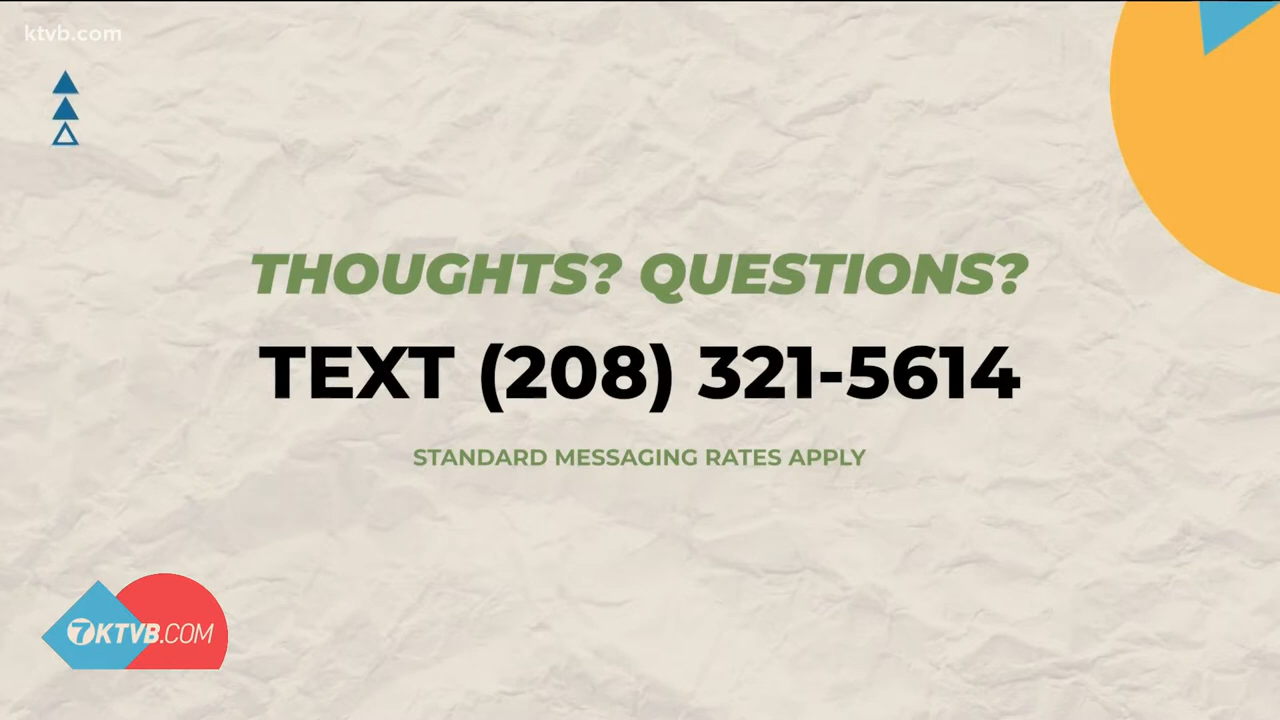 ktvb.com
THOUGHTS? QUESTIONS?
TEXT (208) 321-5614
STANDARD MESSAGING RATES APPLY
7KTVB.COM